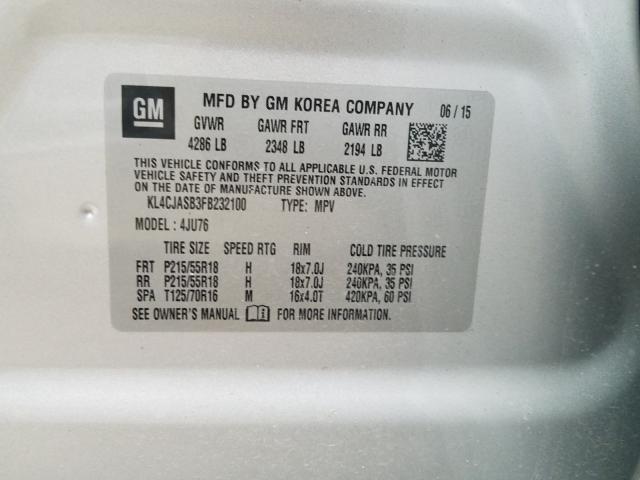 GM
MFD BY GM KOREA COMPANY 06 / 15
GVWR GAWR FRT GAWR RR
4286 LB 2348 LB 2194 LB
THIS VEHICLE CONFORMS TO ALL APPLICABLE U.S. FEDERAL MOTOR
VEHICLE SAFETY AND THEFT PREVENTION STANDARDS IN EFFECT
ON THE DATE OF MANUFACTURE SHOWN ABOVE.
KL4CJASB3FB232100 TYPE: MPV
MODEL : 4JU76
TIRE SIZE SPEED RTG RIM COLD TIRE PRESSURE
FRT P215/55R18 H 18x7.0J 240KPA, 35 PSI
RR P215/55R18 H 18x7.0J 240KPA, 35 PSI
SPA T125/70R16 M 16x4.0T 420KPA, 60 PSI
SEE OWNER'S MANUAL FOR MORE INFORMATION.